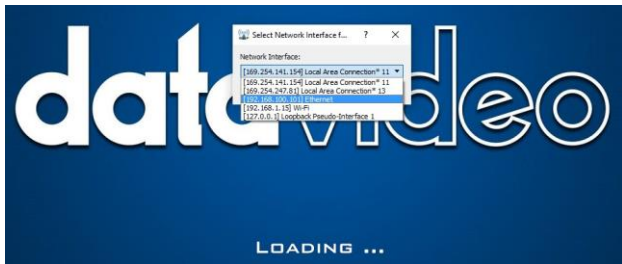 Select Network Interface f... ? ×
Network Interface:
[169.254.141.154] Local Area Connection* 11
[169.254.141.154] Local Area Connection* 11
[169.254.247.81] Local Area Connection* 13
[192.168.100.101] Ethernet
[192.168.1.15] Wi-Fi
[127.0.0.1] Loopback Pseudo-Interface 1
datavideo
LOADING ...